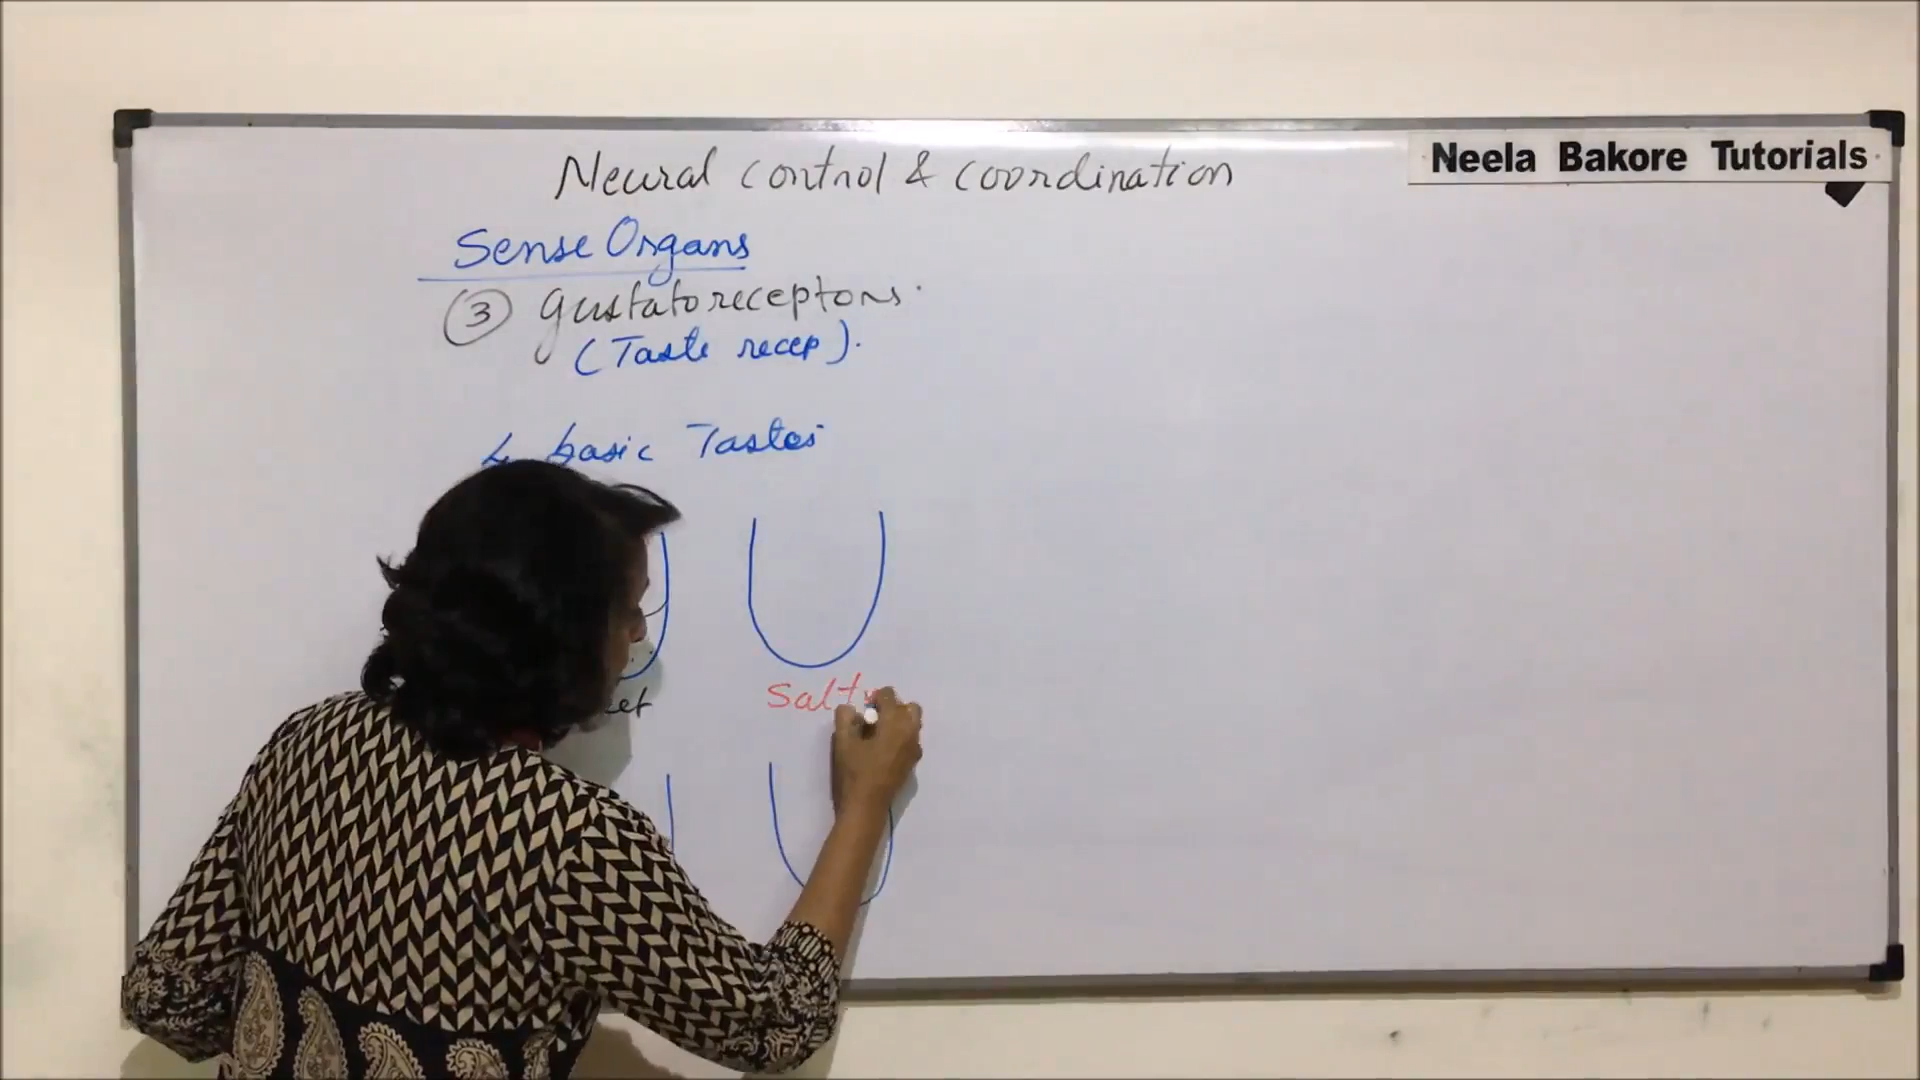 Neural control & coordination
Neela Bakore Tutorials
Sense Organs
③ gustatoreceptors.
(Taste recep).
4 basic Tastes
Salty